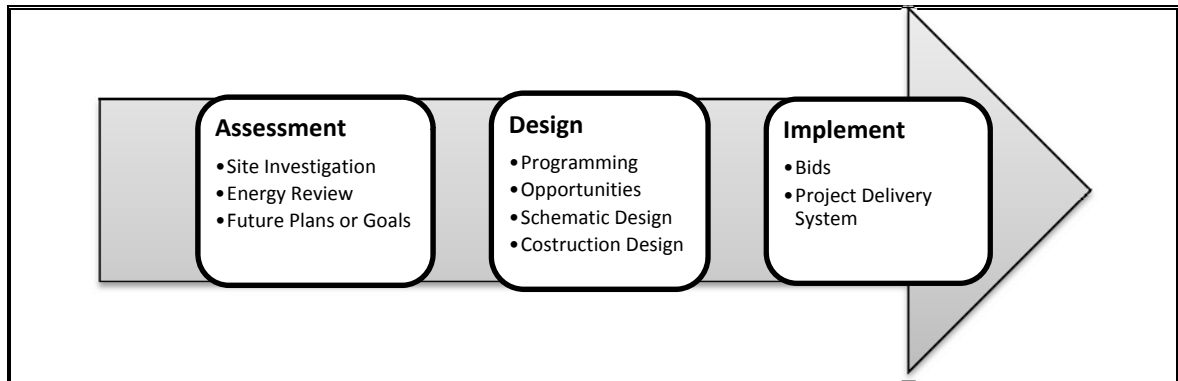 Assessment
•Site Investigation
•Energy Review
•Future Plans or Goals
Design
•Programming
•Opportunities
•Schematic Design
•Costruction Design
Implement
•Bids
•Project Delivery
System